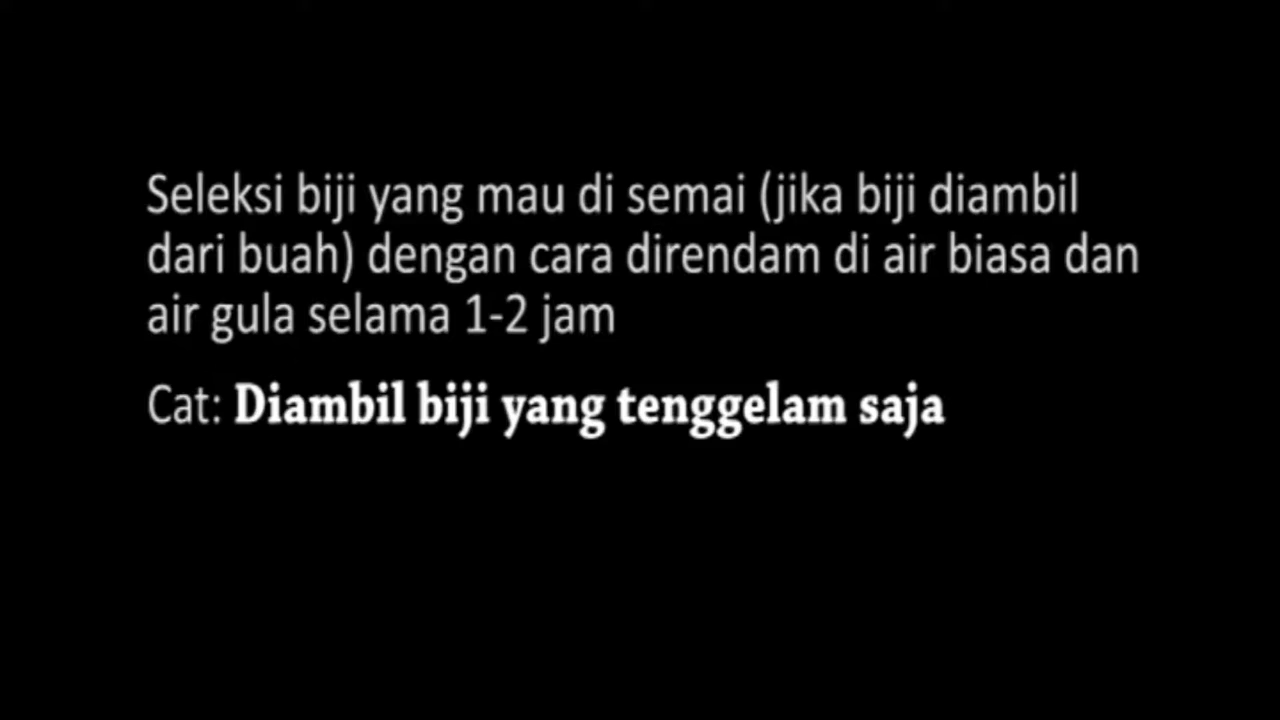 Seleksi biji yang mau di semai (jika biji diambil
dari buah) dengan cara direndam di air biasa dan
air gula selama 1-2 jam
Cat: Diambil biji yang tenggelam saja